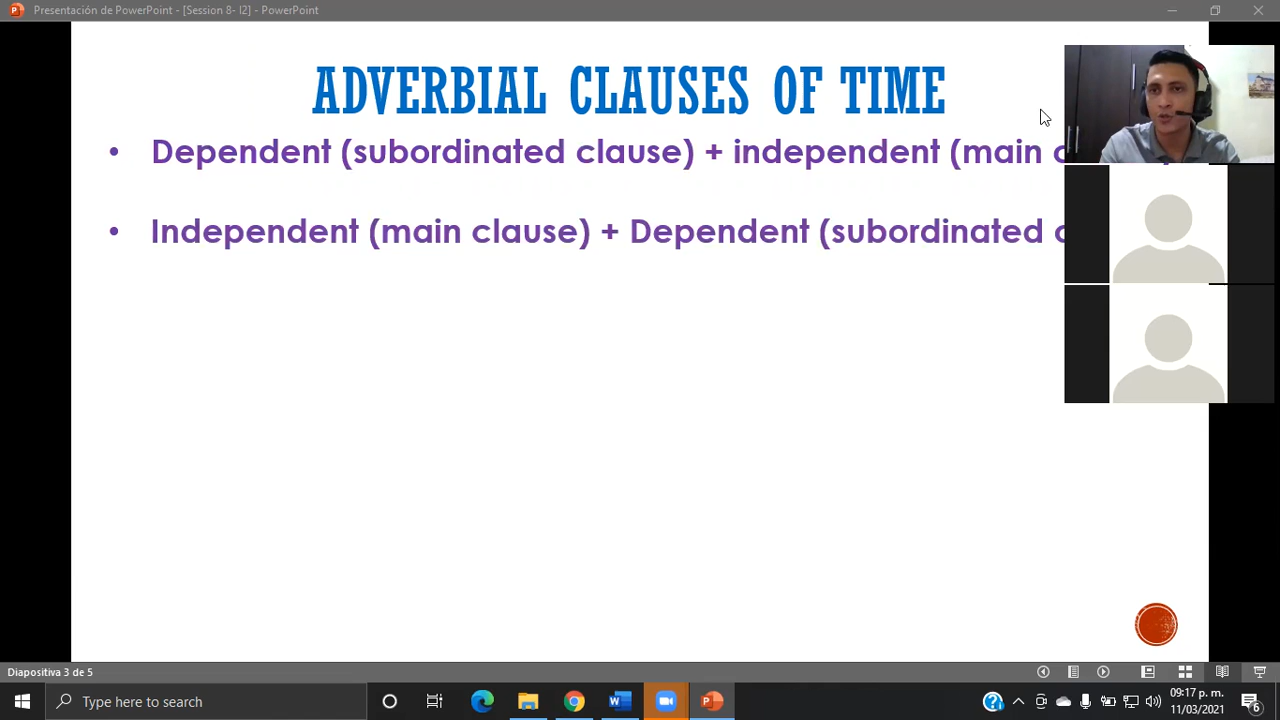 Presentación de PowerPoint - [Session 8- I2] - PowerPoint
ADVERBIAL CLAUSES OF TIME
• Dependent (subordinated clause) + independent (main
• Independent (main clause) + Dependent (subordinated
Diapositiva 3 de 5
Type here to search
09:17 p. m.
11/03/2021
6